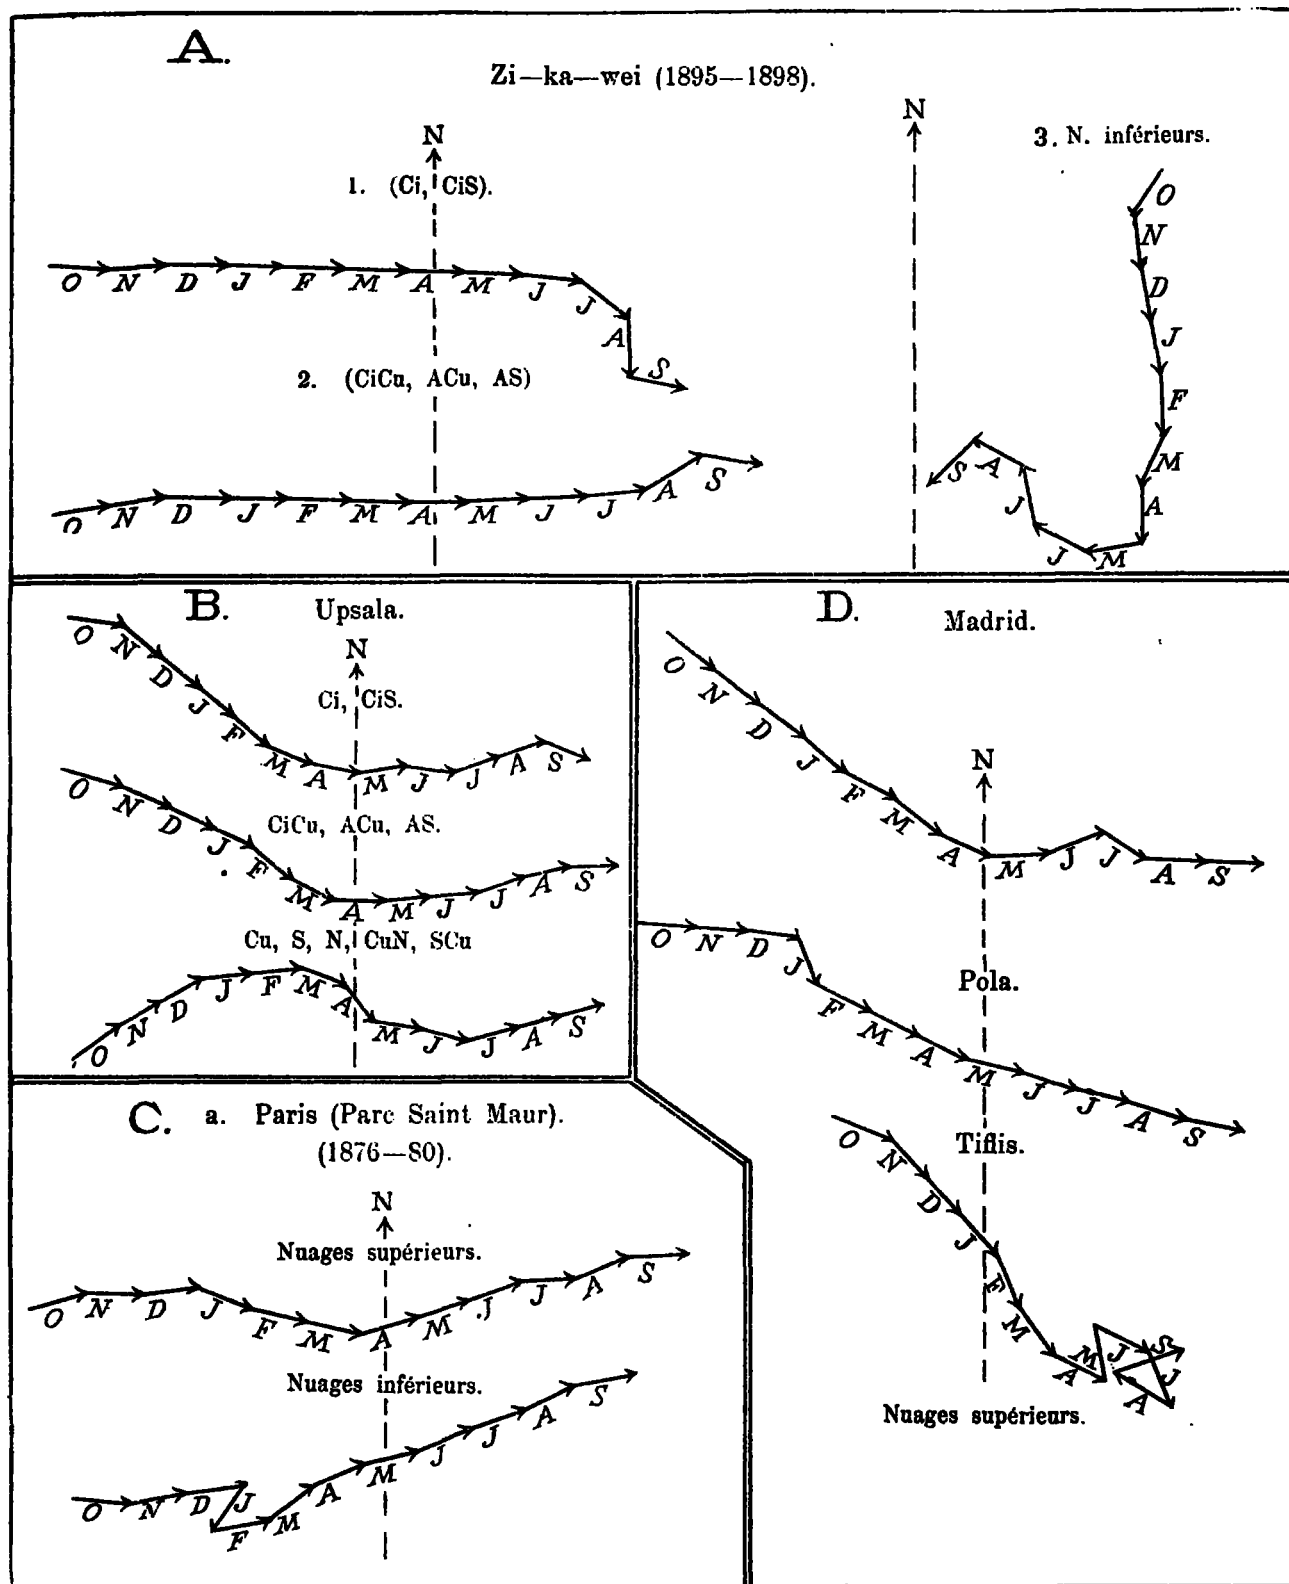 A.
Zi—ka—wei (1895—1898).
N
1. (Ci, CiS).
O N D J F M A M J J A S
2. (CiCu, ACu, AS)
O N D J F M A M J J A S
N
3. N. inférieurs.
O
N
D
J
F
M
A
M
J
J
A
S
B.
Upsala.
N
Ci, CiS.
O N D J F M A M J J A S
CiCu, ACu, AS.
O N D J F M A M J J A S
Cu, S, N, CuN, SCu
O N D J F M A M J J A S
C.
a. Paris (Parc Saint Maur).
(1876—80).
N
Nuages supérieurs.
O N D J F M A M J J A S
Nuages inférieurs.
O N D J F M A M J J A S
D.
Madrid.
N
O N D J F M A M J J A S
Pola.
O N D J F M A M J J A S
Tiflis.
O N D J F M A M J J A S
Nuages supérieurs.